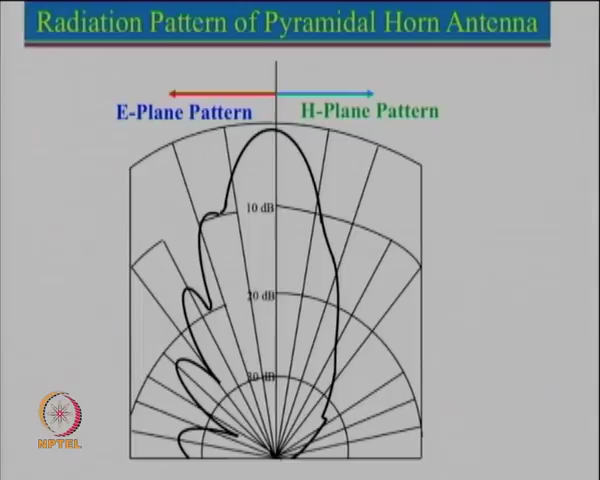 Radiation Pattern of Pyramidal Horn Antenna
E-Plane Pattern
H-Plane Pattern
10 dB
20 dB
30 dB
NPTEL